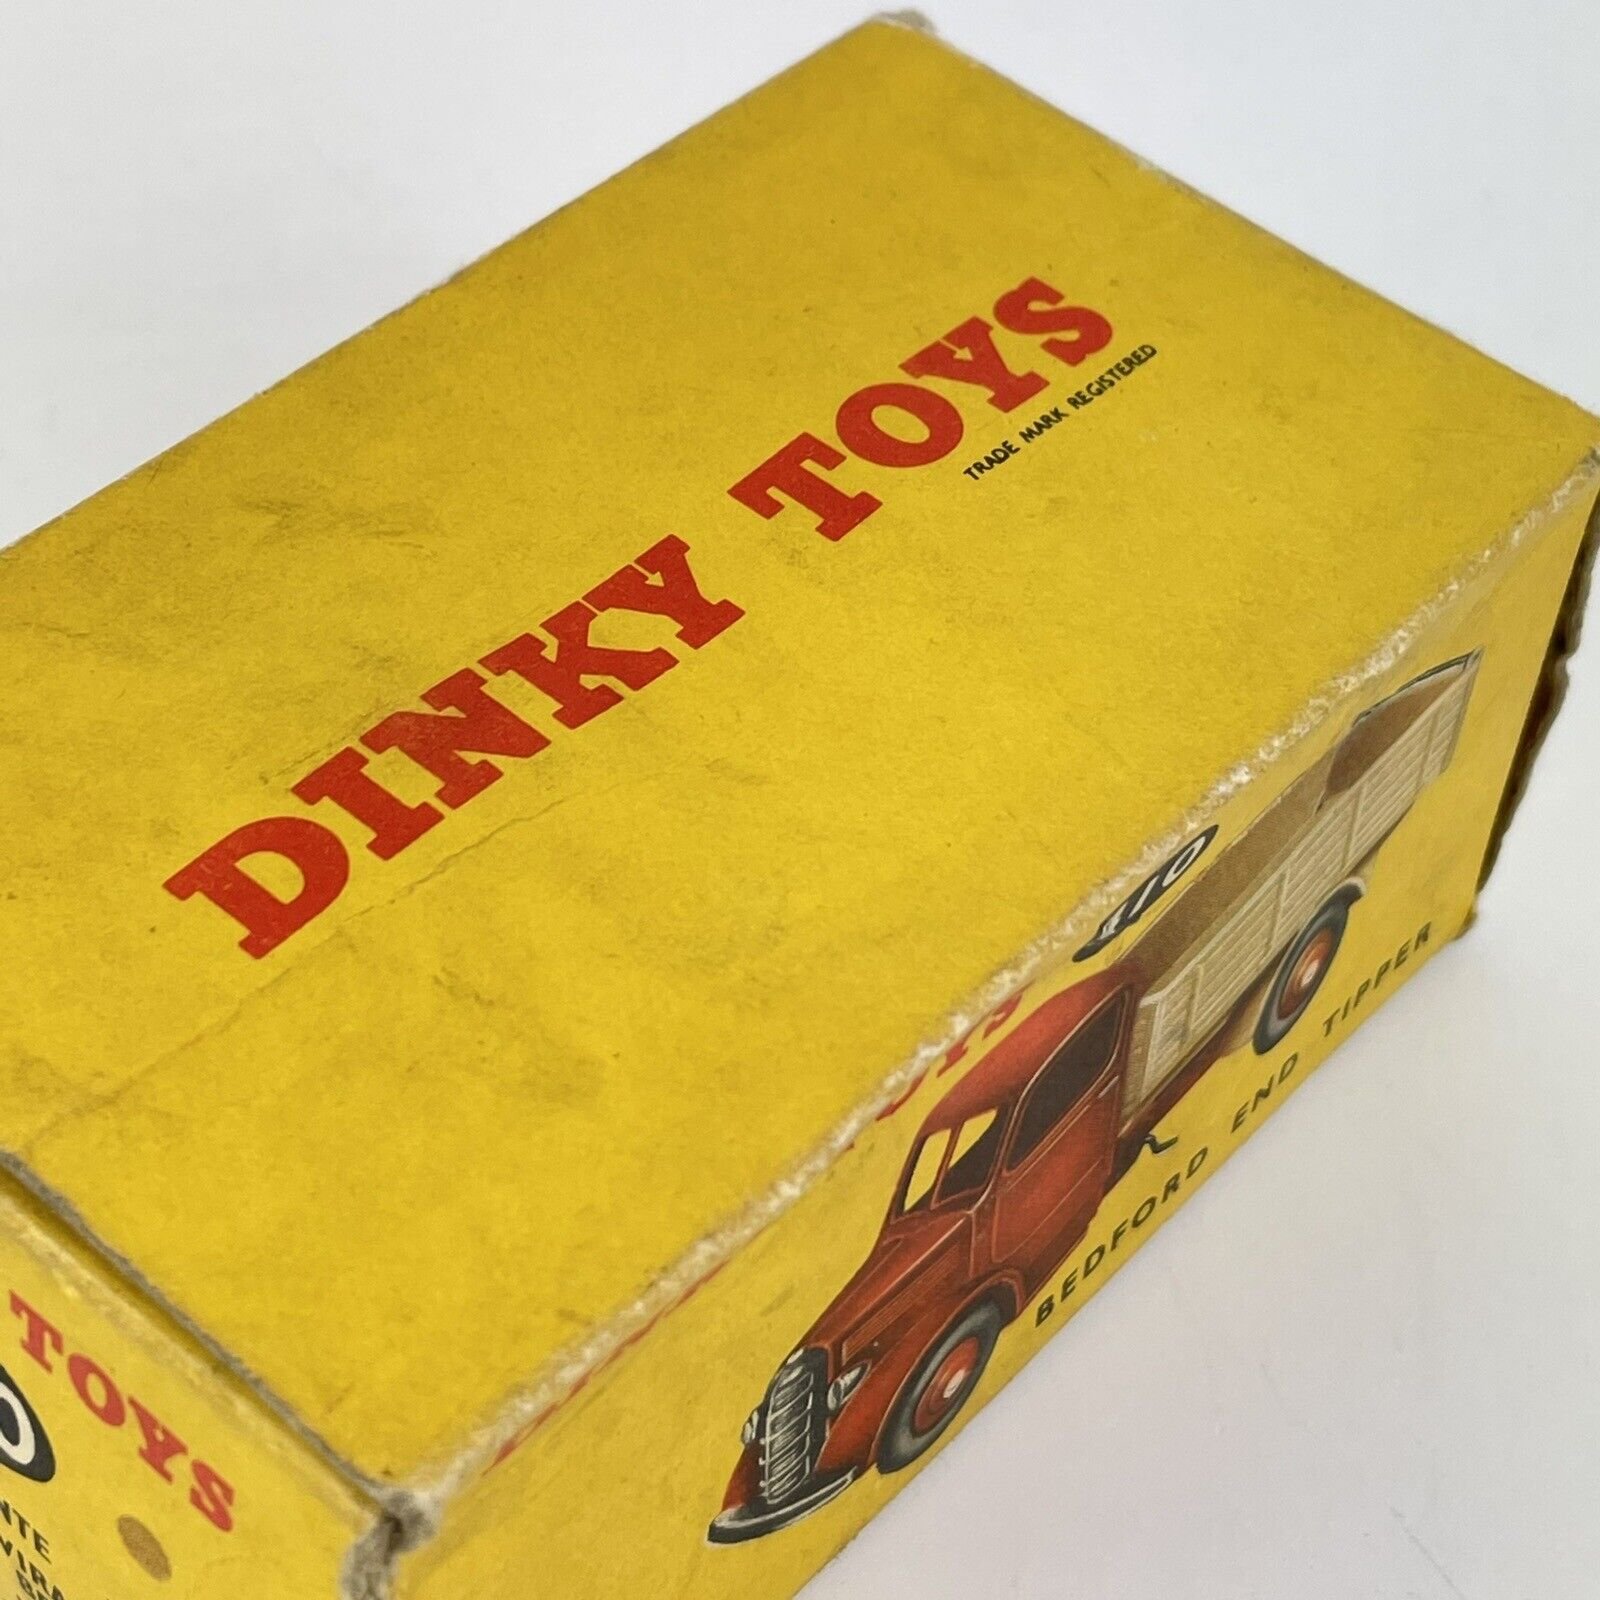 DINKY TOYS
TRADE MARK REGISTERED
410
BEDFORD END TIPPER
TOYS